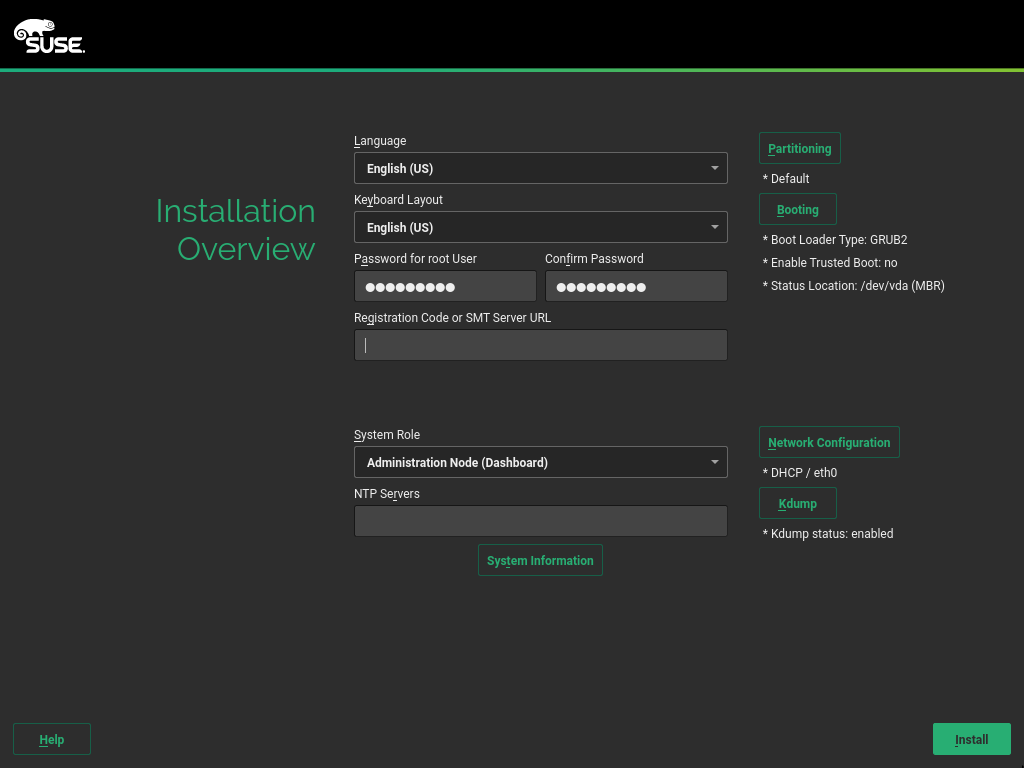 SUSE.
Installation
Overview
Language
English (US)
Keyboard Layout
English (US)
Password for root User
Confirm Password
●●●●●●●●●
●●●●●●●●●
Registration Code or SMT Server URL
System Role
Administration Node (Dashboard)
NTP Servers
System Information
Partitioning
* Default
Booting
* Boot Loader Type: GRUB2
* Enable Trusted Boot: no
* Status Location: /dev/vda (MBR)
Network Configuration
* DHCP / eth0
Kdump
* Kdump status: enabled
Help
Install